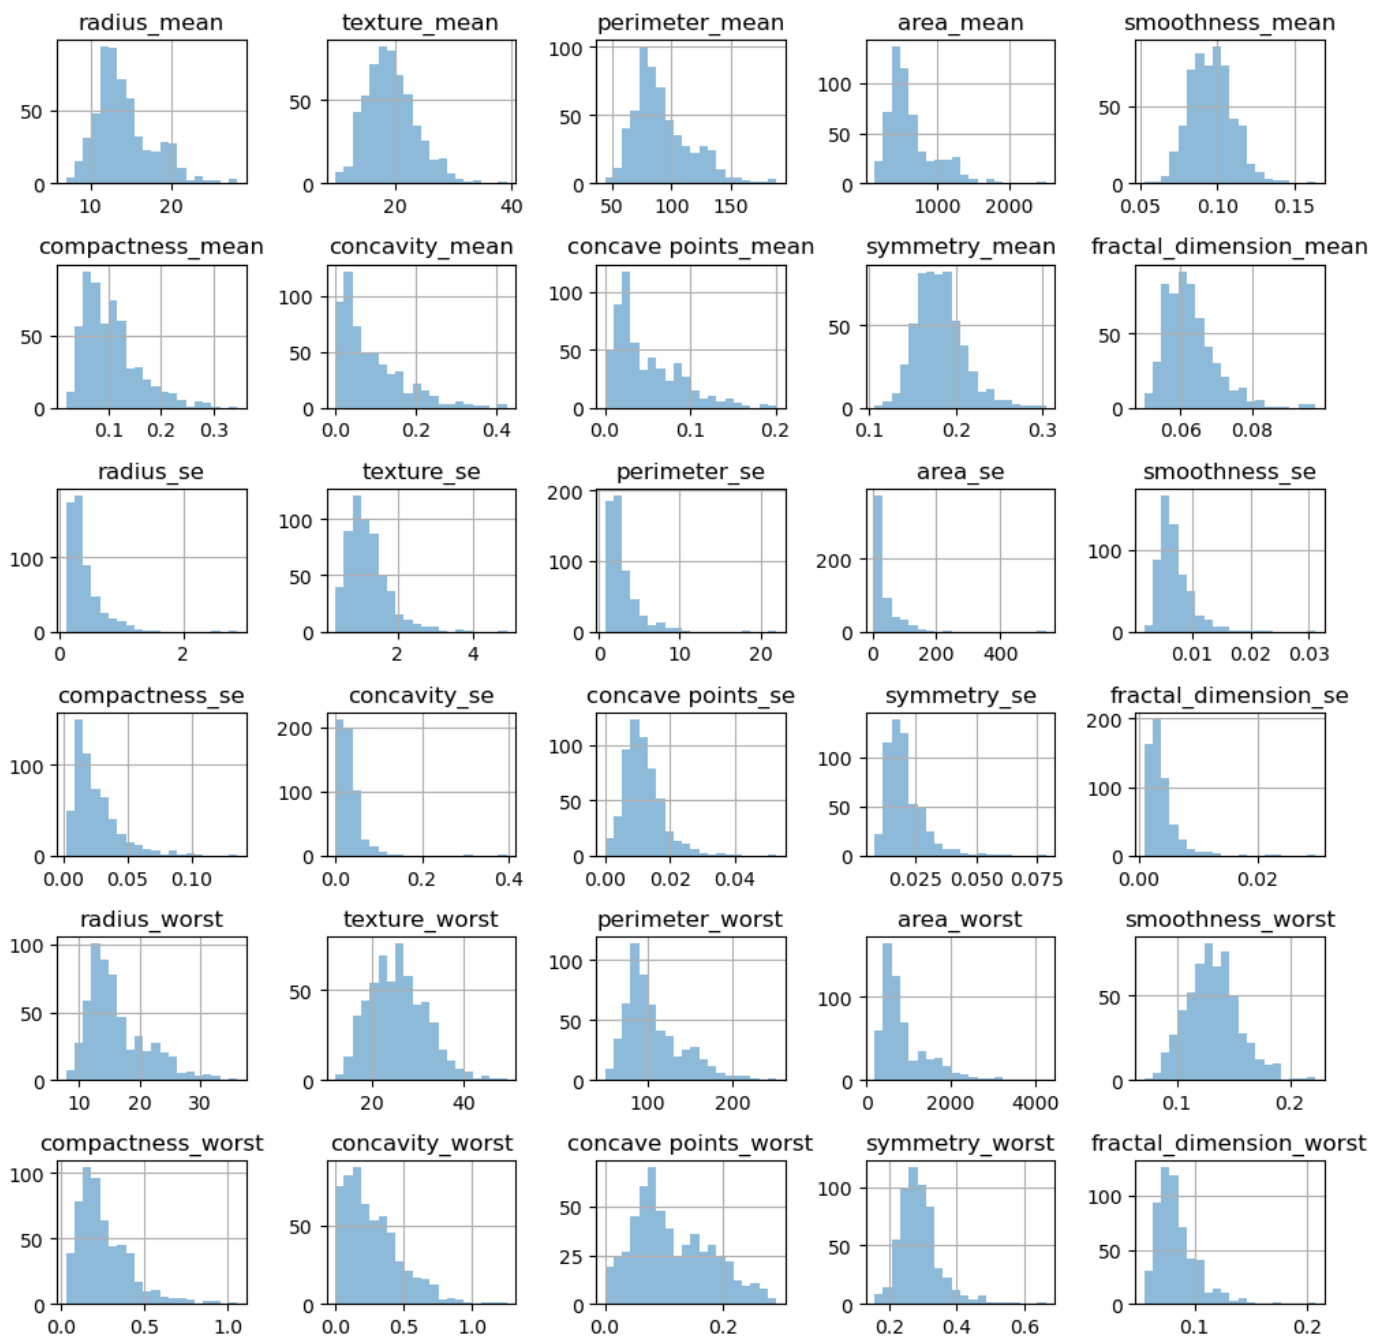 radius_mean texture_mean perimeter_mean area_mean smoothness_mean
50 0 10 20
50 0 20 40
100 50 0 50 100 150
100 50 0 1000 2000
50 0 0.05 0.10 0.15
compactness_mean concavity_mean concave points_mean symmetry_mean fractal_dimension_mean
50 0 0.1 0.2 0.3
100 50 0 0.0 0.2 0.4
100 50 0 0.0 0.1 0.2
50 0 0.1 0.2 0.3
50 0 0.06 0.08
radius_se texture_se perimeter_se area_se smoothness_se
100 0 0 2
100 50 0 2 4
200 100 0 0 10 20
200 0 0 200 400
100 0 0.01 0.02 0.03
compactness_se concavity_se concave points_se symmetry_se fractal_dimension_se
100 0 0.00 0.05 0.10
200 100 0 0.0 0.2 0.4
100 50 0 0.00 0.02 0.04
100 50 0 0.025 0.050 0.075
200 100 0 0.00 0.02
radius_worst texture_worst perimeter_worst area_worst smoothness_worst
100 50 0 10 20 30
50 0 20 40
100 50 0 100 200
100 0 0 2000 4000
50 0 0.1 0.2
compactness_worst concavity_worst concave points_worst symmetry_worst fractal_dimension_worst
100 50 0 0.0 0.5 1.0
50 0 0.0 0.5 1.0
50 25 0 0.0 0.2
100 50 0 0.2 0.4 0.6
100 50 0 0.1 0.2